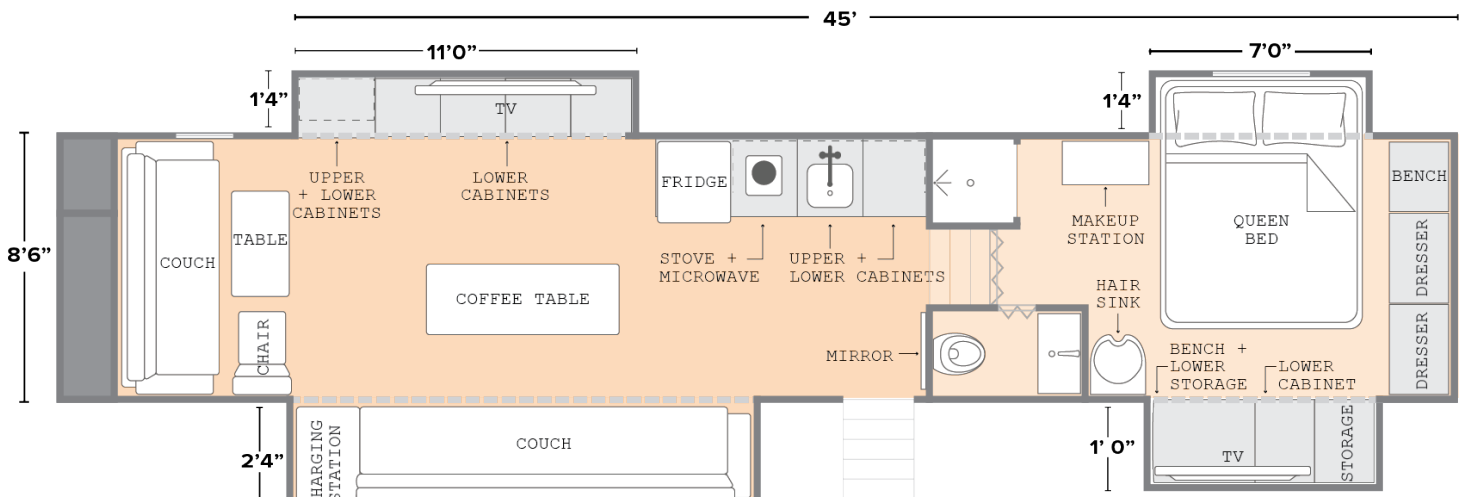 45'
11'0"
7'0"
1'4"
1'4"
TV
UPPER
+ LOWER
CABINETS
LOWER
CABINETS
FRIDGE
BENCH
8'6"
COUCH
TABLE
STOVE +
MICROWAVE
UPPER +
LOWER CABINETS
MAKEUP
STATION
QUEEN
BED
DRESSER
COFFEE TABLE
HAIR
SINK
CHAIR
MIRROR
BENCH +
LOWER
STORAGE
LOWER
CABINET
DRESSER
2'4"
HARGING
STATION
COUCH
1' 0"
TV
STORAGE